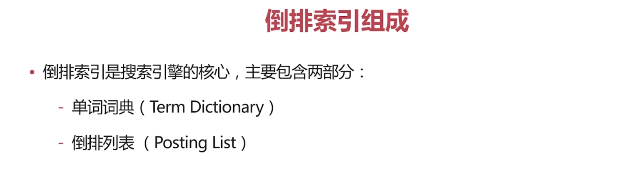 倒排索引组成
▪ 倒排索引是搜索引擎的核心，主要包含两部分：
- 单词词典（Term Dictionary）
- 倒排列表 （Posting List）